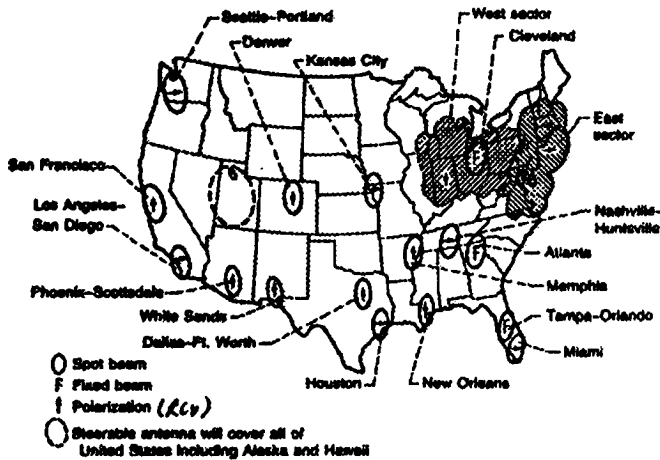 Seattle-Portland
West sector
Denver
Cleveland
Kansas City
East
sector
San Francisco
Los Angeles-
San Diego
Nashville-
Huntsville
Atlanta
Phoenix-Scottsdale
Memphis
White Sands
Tampa-Orlando
Dallas-Ft. Worth
Miami
Houston
New Orleans
F
F
F
Spot beam
F Fixed beam
Polarization (RCV)
Steerable antenna will cover all of
United States including Alaska and Hawaii